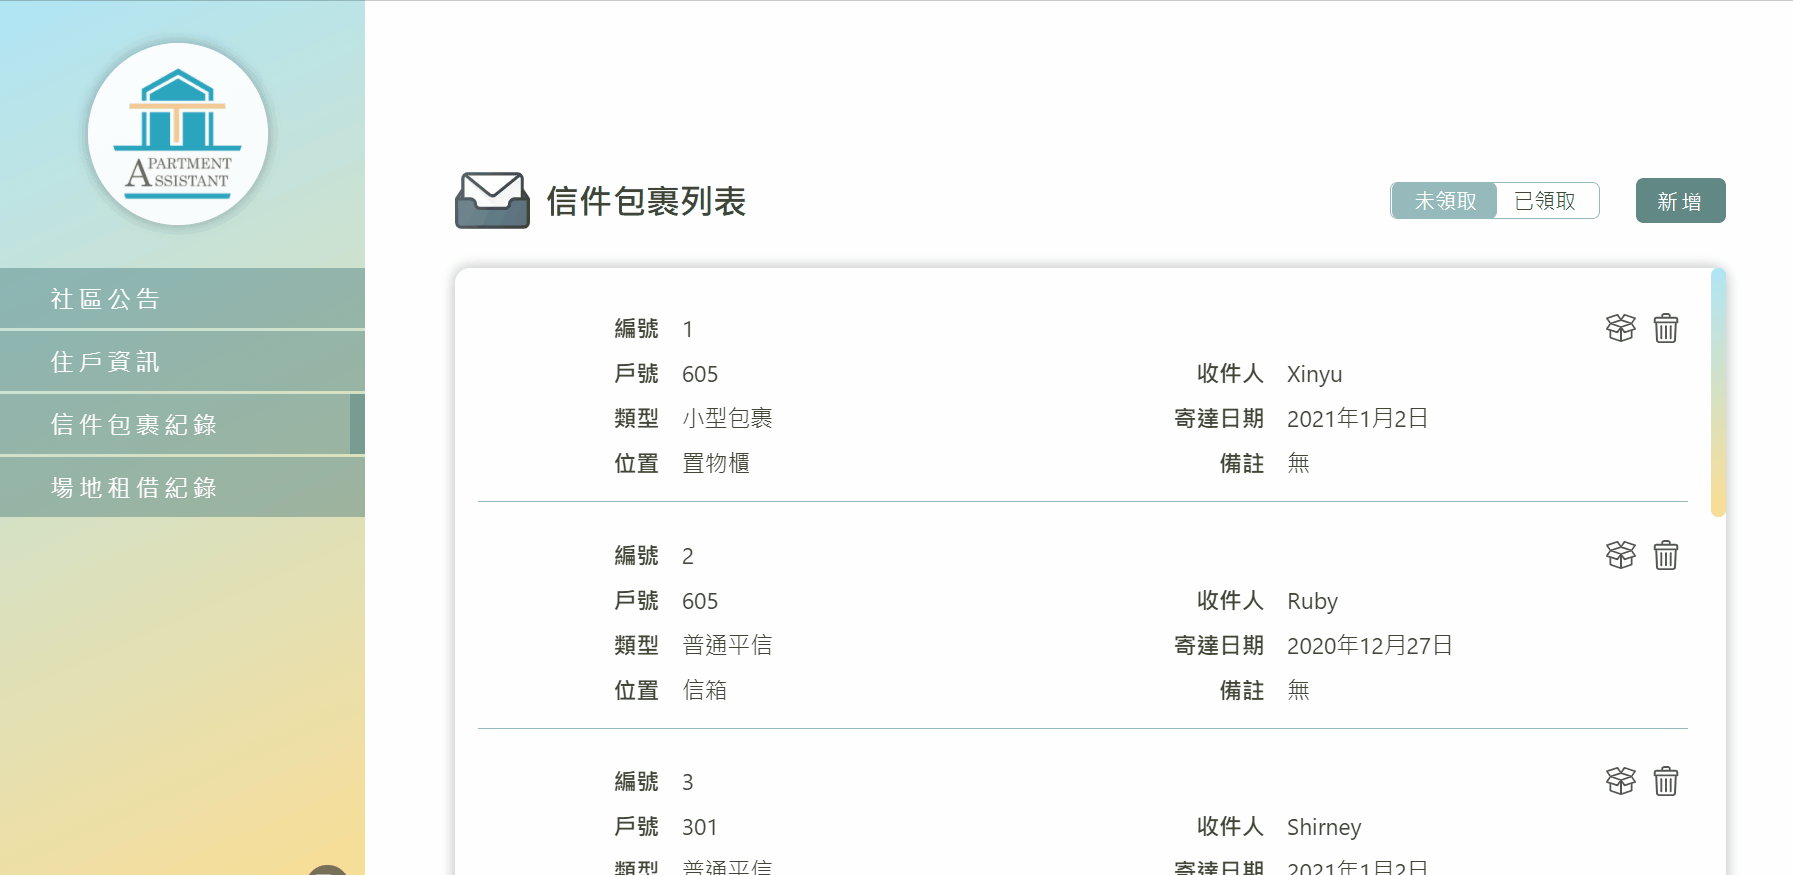 APARTMENT
ASSISTANT
社區公告
住戶資訊
信件包裹紀錄
場地租借紀錄
信件包裹列表
未領取 已領取 新增
編號 1
戶號 605 收件人 Xinyu
類型 小型包裹 寄達日期 2021年1月2日
位置 置物櫃 備註 無
編號 2
戶號 605 收件人 Ruby
類型 普通平信 寄達日期 2020年12月27日
位置 信箱 備註 無
編號 3
戶號 301 收件人 Shirney
類型 普通平信 寄達日期 2021年1月2日